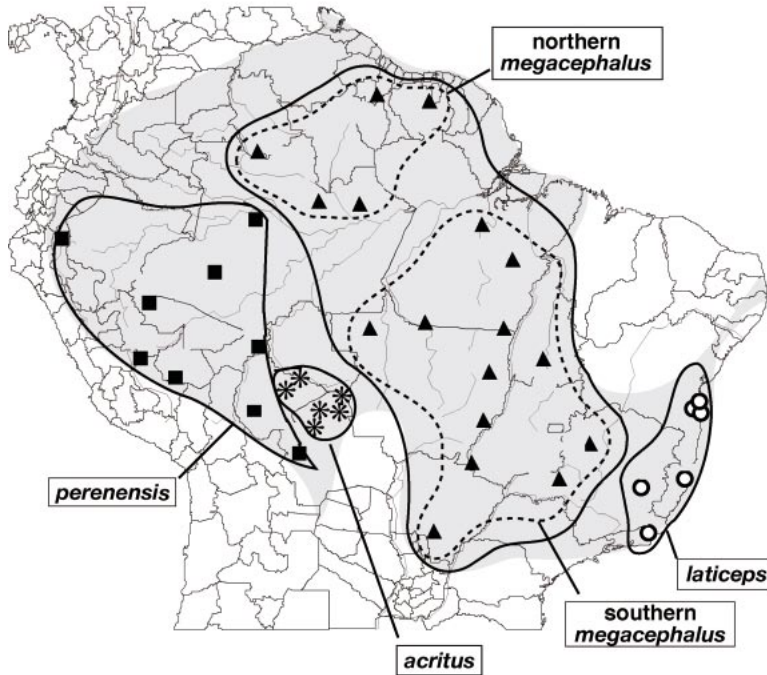 northern
megacephalus
perenensis
laticeps
southern
megacephalus
acritus